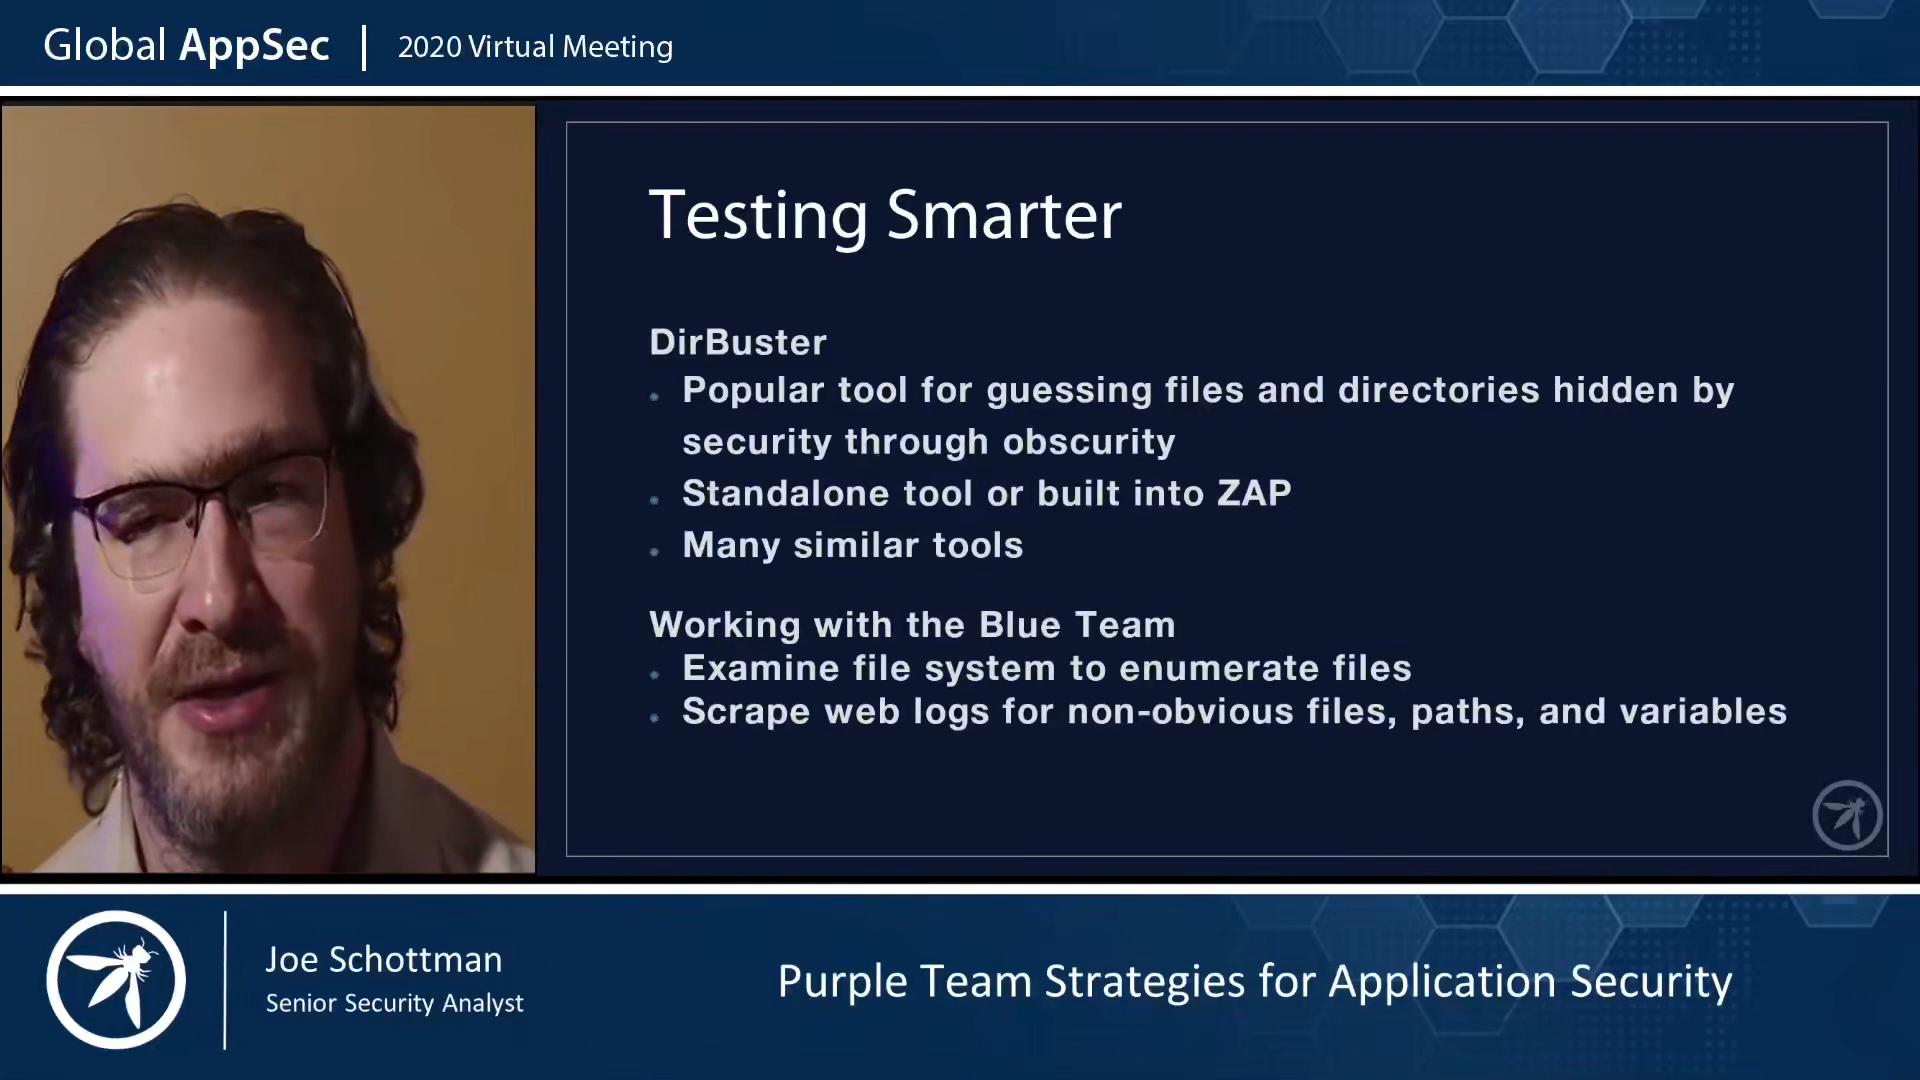 Global AppSec | 2020 Virtual Meeting
Testing Smarter
DirBuster
• Popular tool for guessing files and directories hidden by
security through obscurity
• Standalone tool or built into ZAP
• Many similar tools
Working with the Blue Team
• Examine file system to enumerate files
• Scrape web logs for non-obvious files, paths, and variables
Joe Schottman
Senior Security Analyst
Purple Team Strategies for Application Security